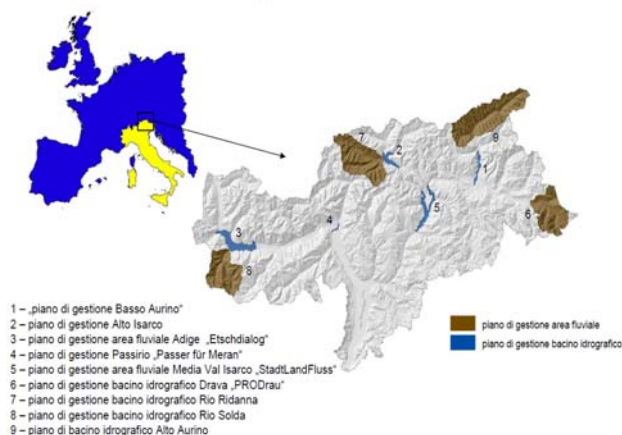 7
2
9
1
5
6
4
3
8
1 – „piano di gestione Basso Aurino“
2 – piano di gestione Alto Isarco
3 – piano di gestione area fluviale Adige „Etschdialog“
4 – piano di gestione Passirio „Passer für Meran“
5 – piano di gestione area fluviale Media Val Isarco „StadtLandFluss“
6 – piano di gestione bacino idrografico Drava „PRODrau“
7 – piano di gestione bacino idrografico Rio Ridanna
8 – piano di gestione bacino idrografico Rio Solda
9 – piano di bacino idrografico Alto Aurino
piano di gestione area fluviale
piano di gestione bacino idrografico